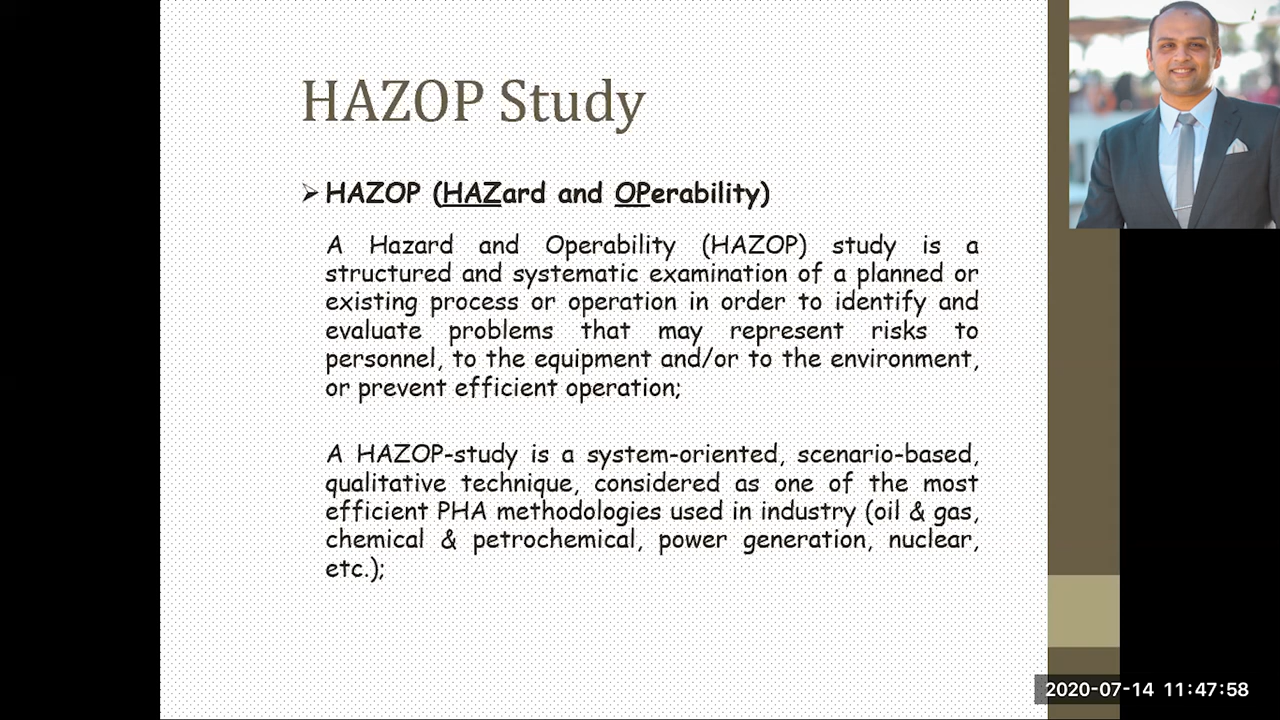 HAZOP Study
➢ HAZOP (HAZard and OPerability)
A Hazard and Operability (HAZOP) study is a
structured and systematic examination of a planned or
existing process or operation in order to identify and
evaluate problems that may represent risks to
personnel, to the equipment and/or to the environment,
or prevent efficient operation;
A HAZOP-study is a system-oriented, scenario-based,
qualitative technique, considered as one of the most
efficient PHA methodologies used in industry (oil & gas,
chemical & petrochemical, power generation, nuclear,
etc.);
2020-07-14 11:47:58